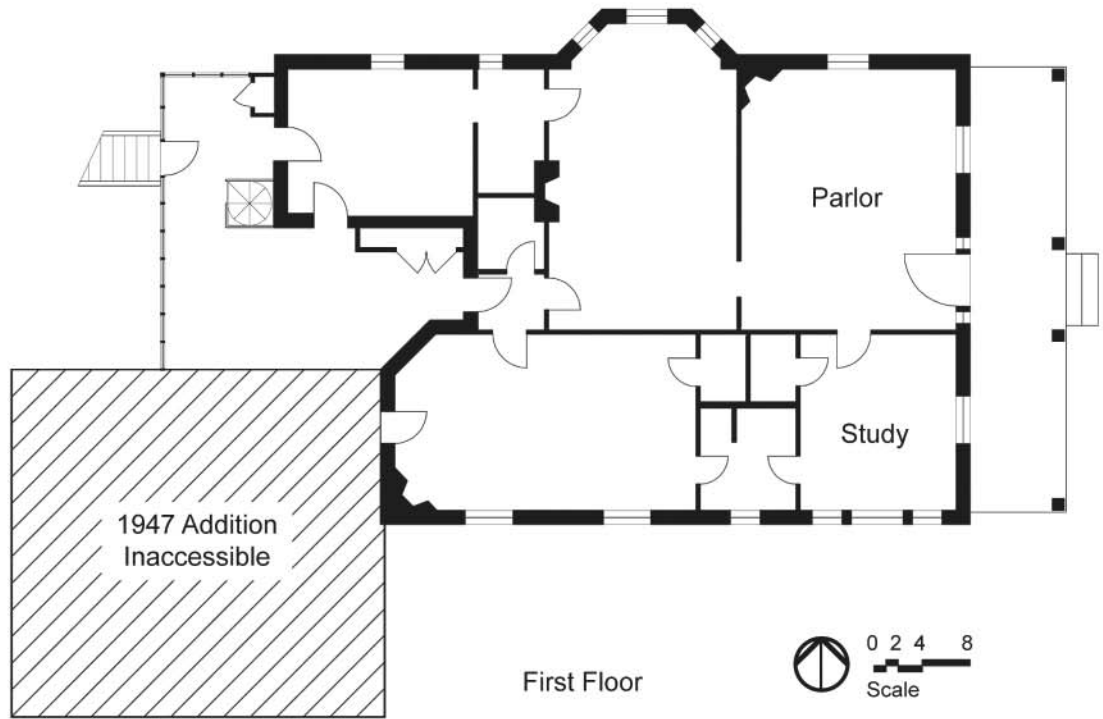 Parlor
Study
1947 Addition
Inaccessible
First Floor
0 2 4 8
Scale